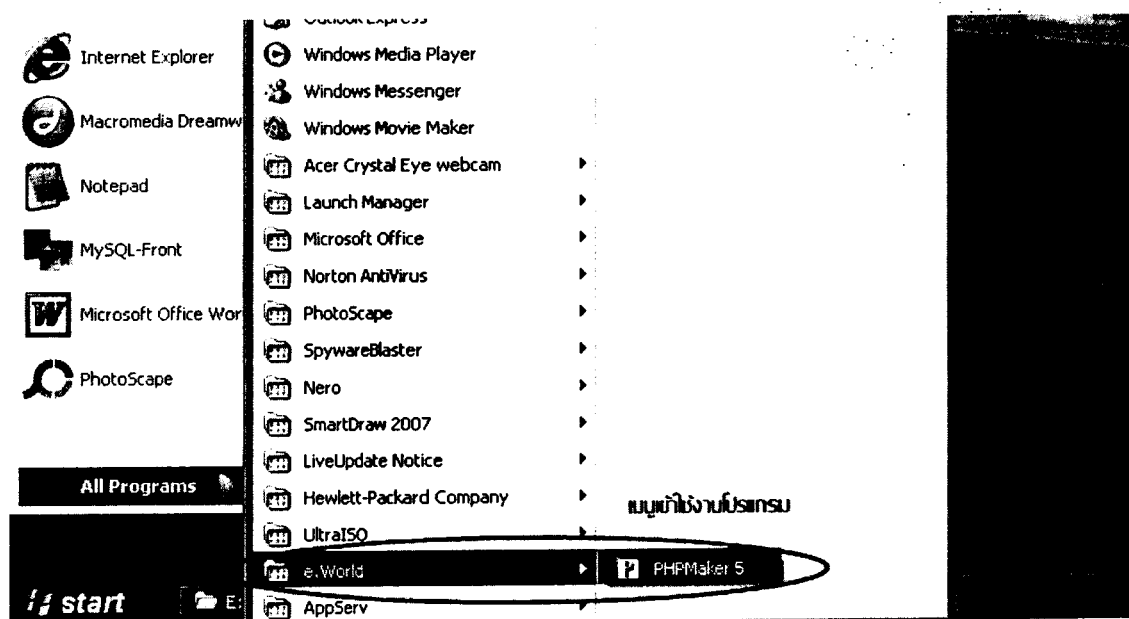 Internet Explorer
Macromedia Dreamw
Notepad
MySQL-Front
Microsoft Office Wor
PhotoScape
All Programs
start
E:
Outlook Express
Windows Media Player
Windows Messenger
Windows Movie Maker
Acer Crystal Eye webcam
Launch Manager
Microsoft Office
Norton AntiVirus
PhotoScape
SpywareBlaster
Nero
SmartDraw 2007
LiveUpdate Notice
Hewlett-Packard Company
UltraISO
e.World
AppServ
เมนูเข้าใช้งานโปรแกรม
PHPMaker 5